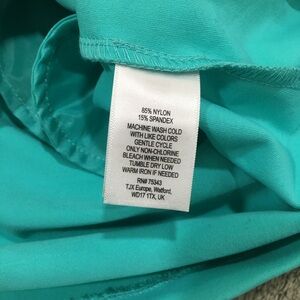 85% NYLON
15% SPANDEX
MACHINE WASH COLD
WITH LIKE COLORS
GENTLE CYCLE
ONLY NON-CHLORINE
BLEACH WHEN NEEDED
TUMBLE DRY LOW
WARM IRON IF NEEDED
RN# 75343
TJX Europe, Watford,
WD17 1TX, UK